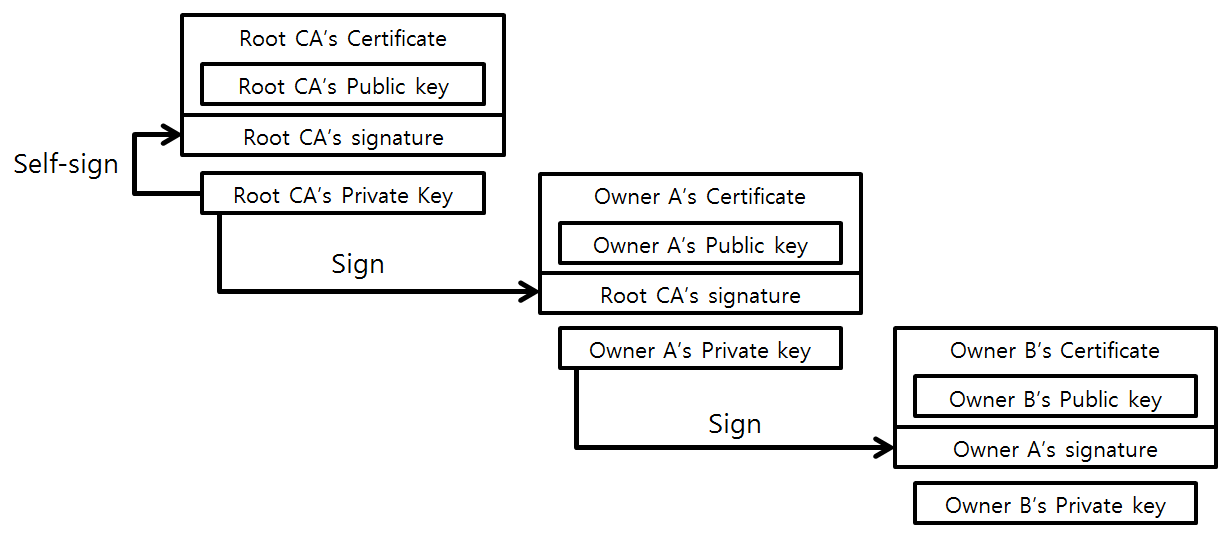 Root CA's Certificate
Root CA's Public key
Root CA's signature
Self-sign
Root CA's Private Key
Sign
Owner A's Certificate
Owner A's Public key
Root CA's signature
Owner A's Private key
Sign
Owner B's Certificate
Owner B's Public key
Owner A's signature
Owner B's Private key